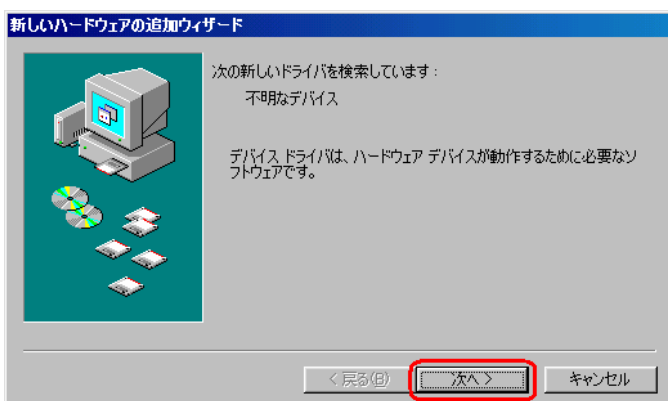 新しいハードウェアの追加ウィザード
次の新しいドライバを検索しています：
不明なデバイス
デバイス ドライバは、ハードウェア デバイスが動作するために必要なソ
フトウェアです。
< 戻る(B)
次へ >
キャンセル